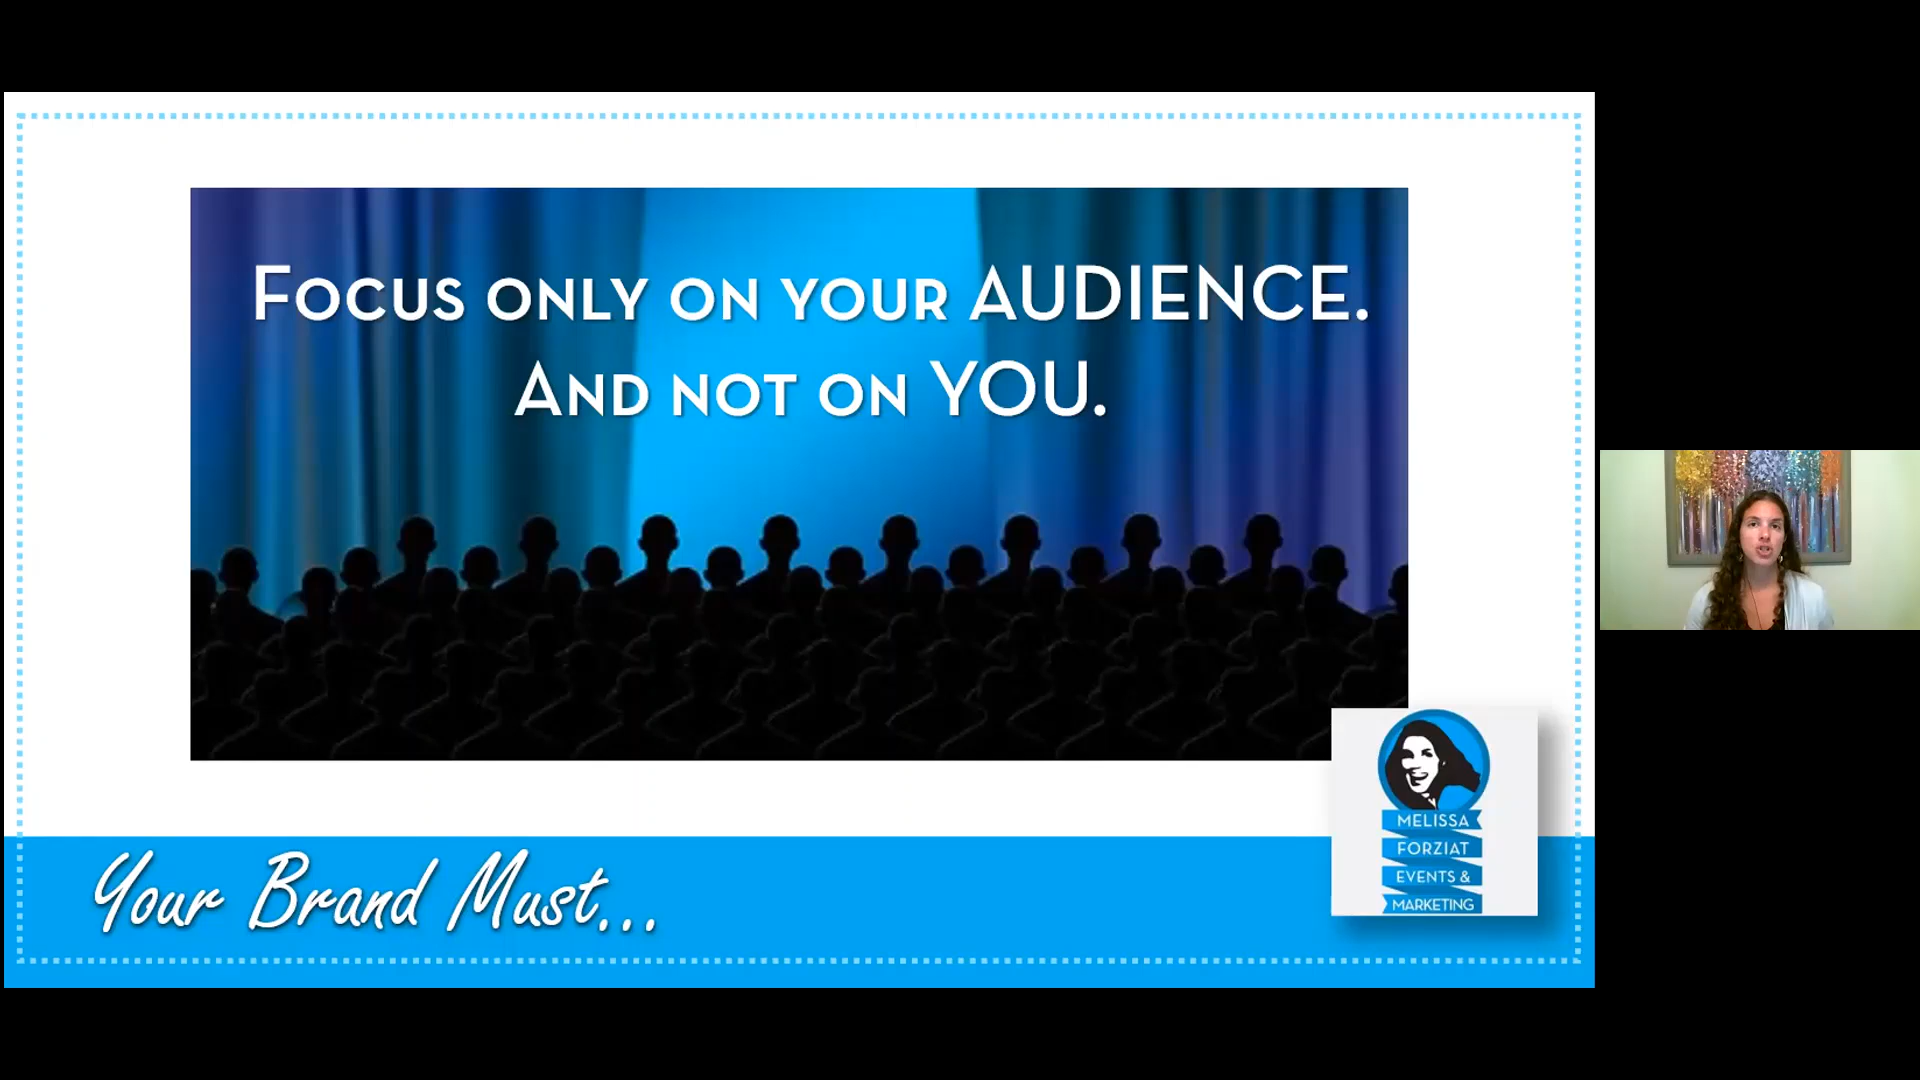 Focus only on your AUDIENCE.
And not on YOU.
Your Brand Must...
MELISSA
FORZIAT
EVENTS &
MARKETING